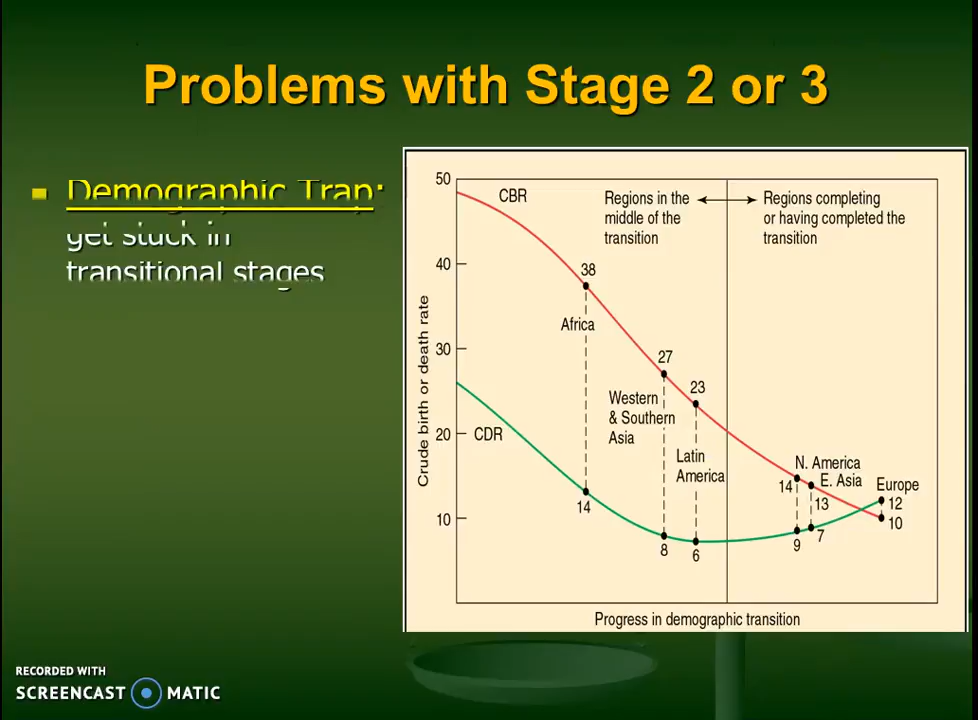 Problems with Stage 2 or 3
Demographic Trap:
get stuck in
transitional stages
50
40
30
20
10
Crude birth or death rate
CBR
CDR
Regions in the
middle of the
transition
Regions completing
or having completed the
transition
38
Africa
14
27
Western
& Southern
Asia
8
23
Latin
America
6
N. America
14
9
E. Asia
13
7
Europe
12
10
Progress in demographic transition
RECORDED WITH
SCREENCAST MATIC